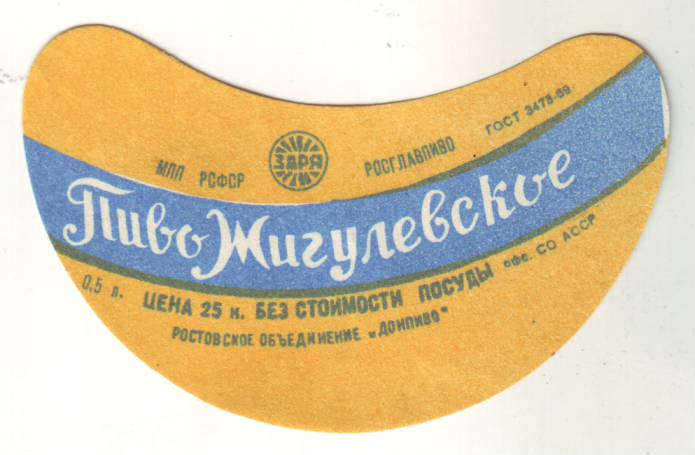 МПП РСФСР
ЗАРЯ
РОСГЛАВПИВО
ГОСТ 3473-69
Пиво Жигулевское
0,5 л.
ЦЕНА 25 к. БЕЗ СТОИМОСТИ ПОСУДЫ
офс. СО АССР
РОСТОВСКОЕ ОБЪЕДИНЕНИЕ „ДОНПИВО"